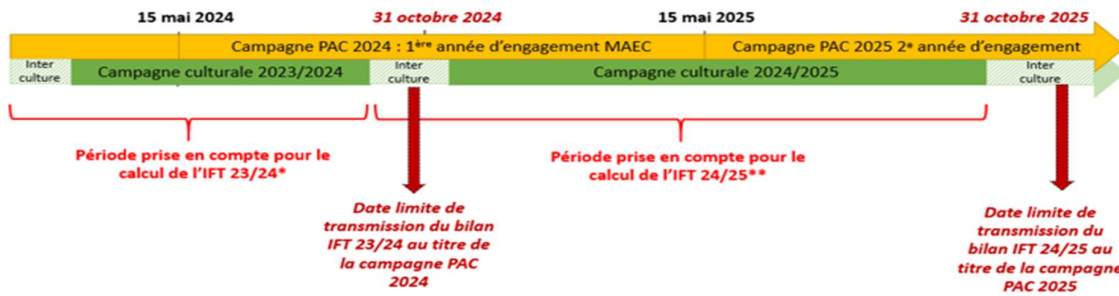 15 mai 2024
31 octobre 2024
15 mai 2025
31 octobre 2025
Campagne PAC 2024 : 1ère année d'engagement MAEC
Campagne PAC 2025 2e année d'engagement
Inter
culture
Campagne culturale 2023/2024
Inter
culture
Campagne culturale 2024/2025
Inter
culture
Période prise en compte pour le
calcul de l'IFT 23/24*
Période prise en compte pour le
calcul de l'IFT 24/25**
Date limite de
transmission du bilan
IFT 23/24 au titre de
la campagne PAC
2024
Date limite de
transmission du
bilan IFT 24/25 au
titre de la campagne
PAC 2025